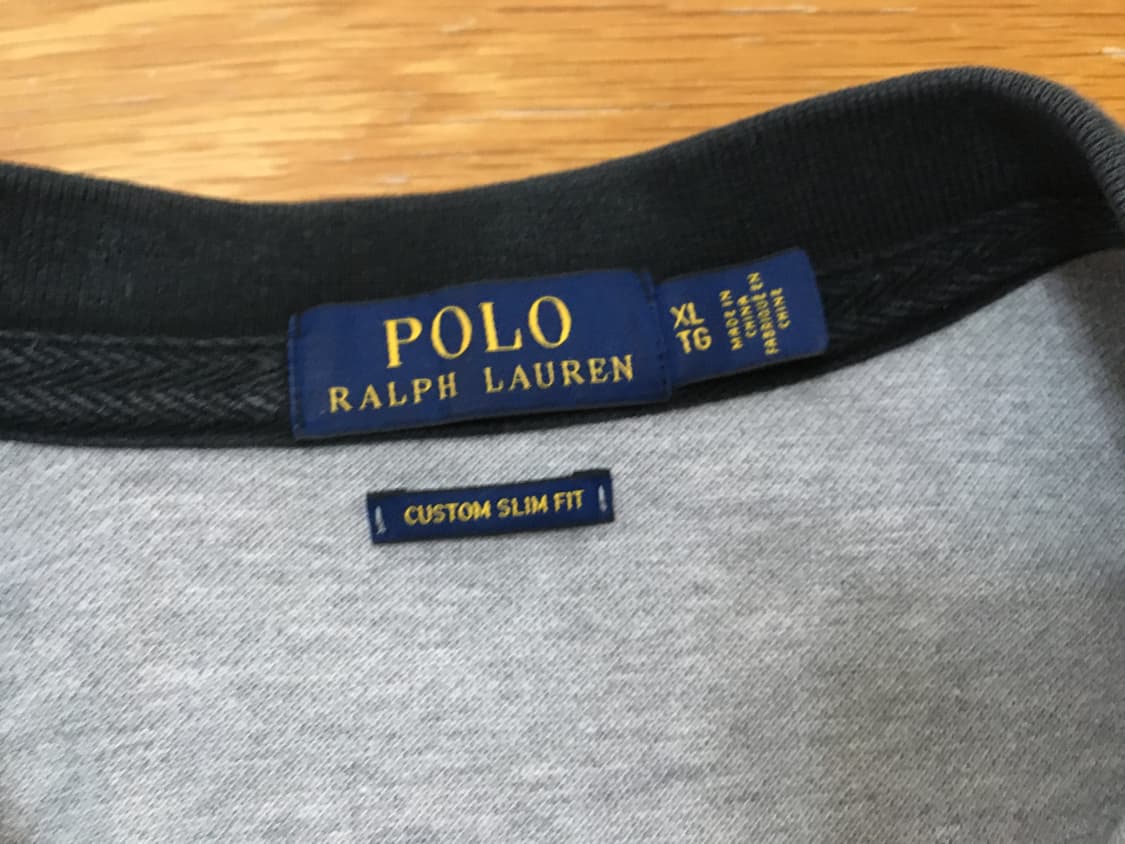 POLO
RALPH LAUREN
XL
TG
MADE IN
CHINA
FABRIQUÉ EN
CHINE
CUSTOM SLIM FIT